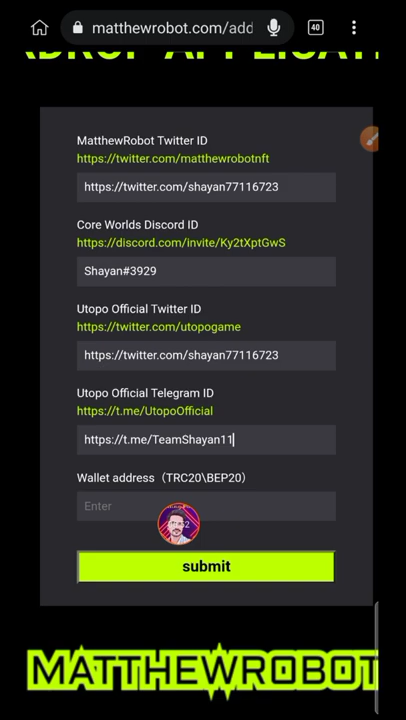 matthewrobot.com/add
40
MatthewRobot Twitter ID
https://twitter.com/matthewrobotnft
https://twitter.com/shayan77116723
Core Worlds Discord ID
https://discord.com/invite/Ky2tXptGwS
Shayan#3929
Utopo Official Twitter ID
https://twitter.com/utopogame
https://twitter.com/shayan77116723
Utopo Official Telegram ID
https://t.me/UtopoOfficial
https://t.me/TeamShayan11
Wallet address（TRC20\BEP20）
Enter
submit
MATTHEWROBOT